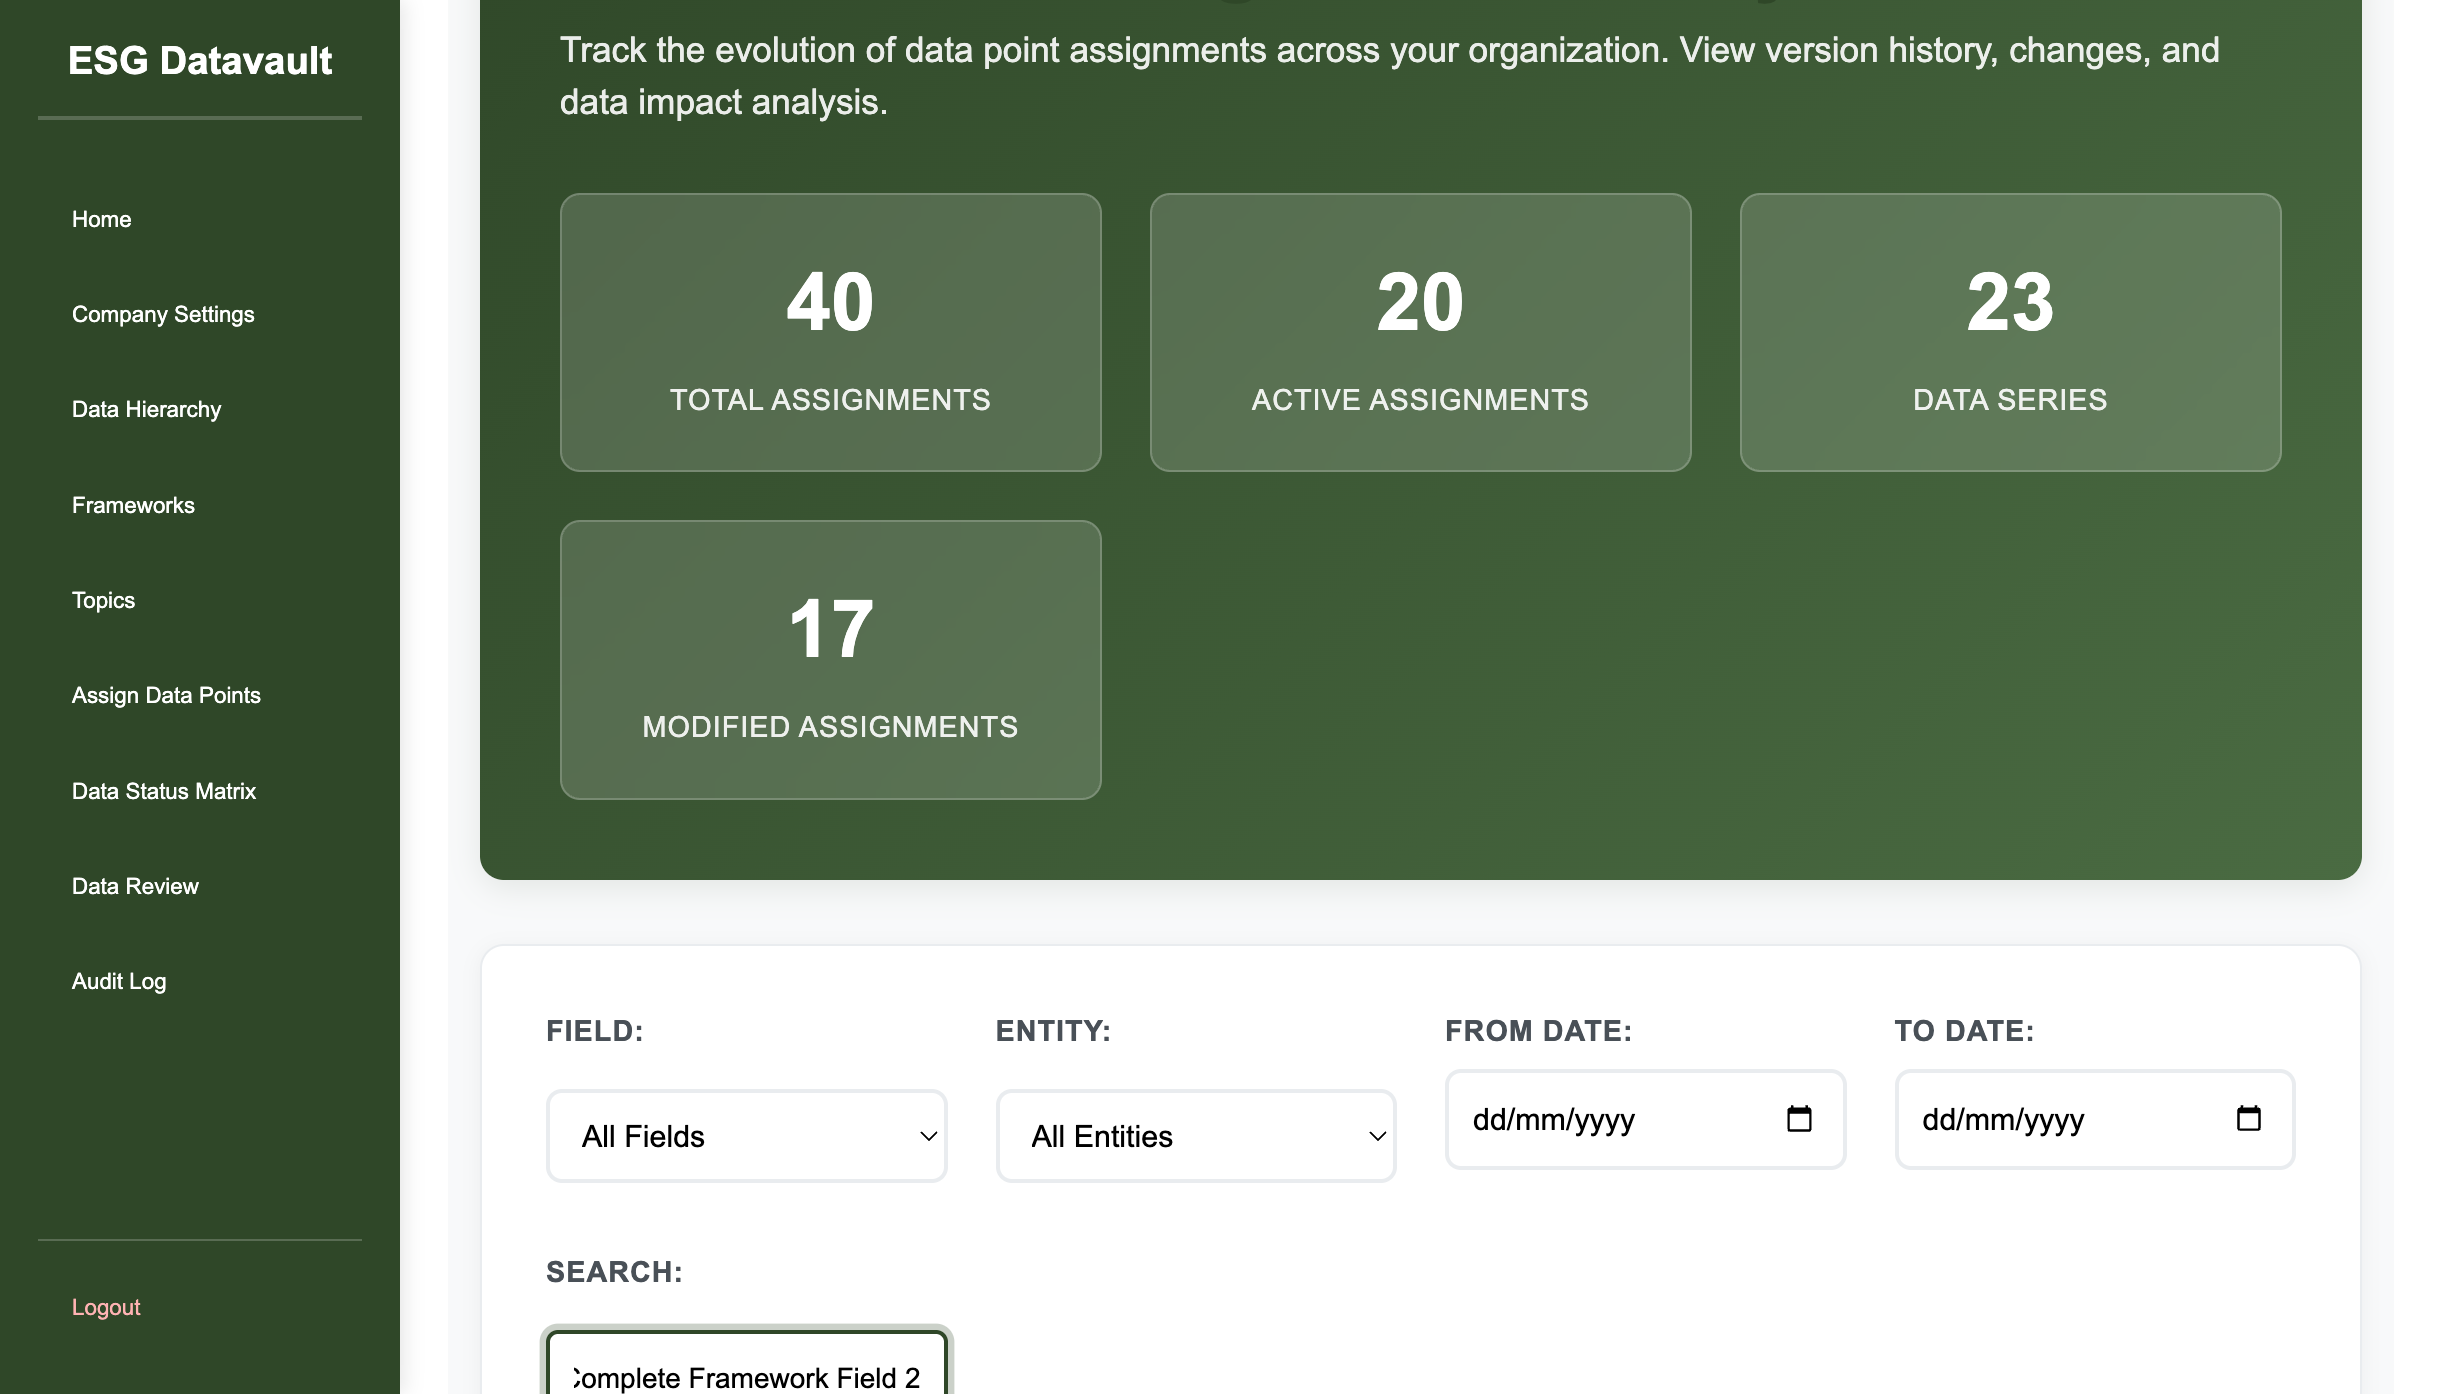 ESG Datavault
Home
Company Settings
Data Hierarchy
Frameworks
Topics
Assign Data Points
Data Status Matrix
Data Review
Audit Log
Logout
Track the evolution of data point assignments across your organization. View version history, changes, and
data impact analysis.
40
TOTAL ASSIGNMENTS
20
ACTIVE ASSIGNMENTS
23
DATA SERIES
17
MODIFIED ASSIGNMENTS
FIELD:
All Fields
ENTITY:
All Entities
FROM DATE:
dd/mm/yyyy
TO DATE:
dd/mm/yyyy
SEARCH:
Complete Framework Field 2